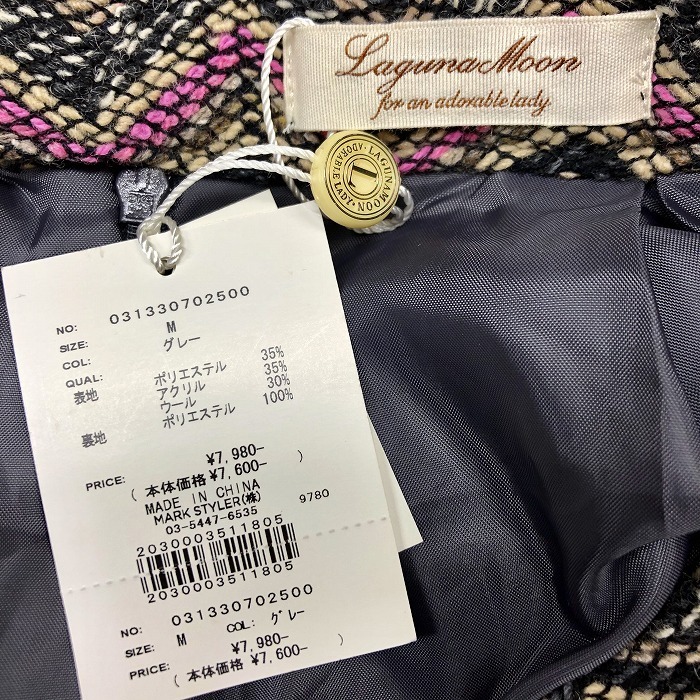 LagunaMoon
for an adorable lady
LAGUNAMOON
ADORABLE LADY
NO: 031330702500
SIZE: M
COL: グレー
QUAL:
表地 ポリエステル 35%
アクリル 35%
ウール 30%
裏地 ポリエステル 100%
PRICE: ¥7,980-
(本体価格 ¥7,600- )
MADE IN CHINA
MARK STYLER(株)
03-5447-6535 9780
2030003511805
2030003511805
NO: 031330702500
SIZE: M COL: グレー
PRICE: ¥7,980-
(本体価格 ¥7,600- )